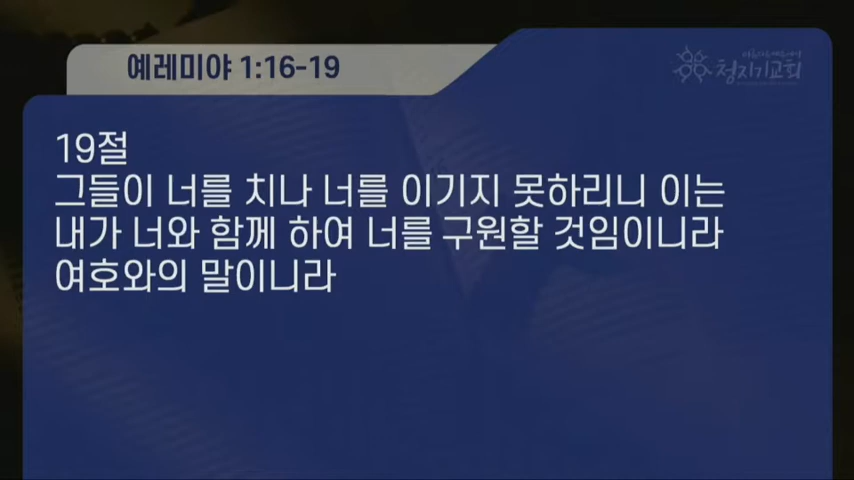 예레미야 1:16-19
청지기교회
19절
그들이 너를 치나 너를 이기지 못하리니 이는
내가 너와 함께 하여 너를 구원할 것임이니라
여호와의 말이니라